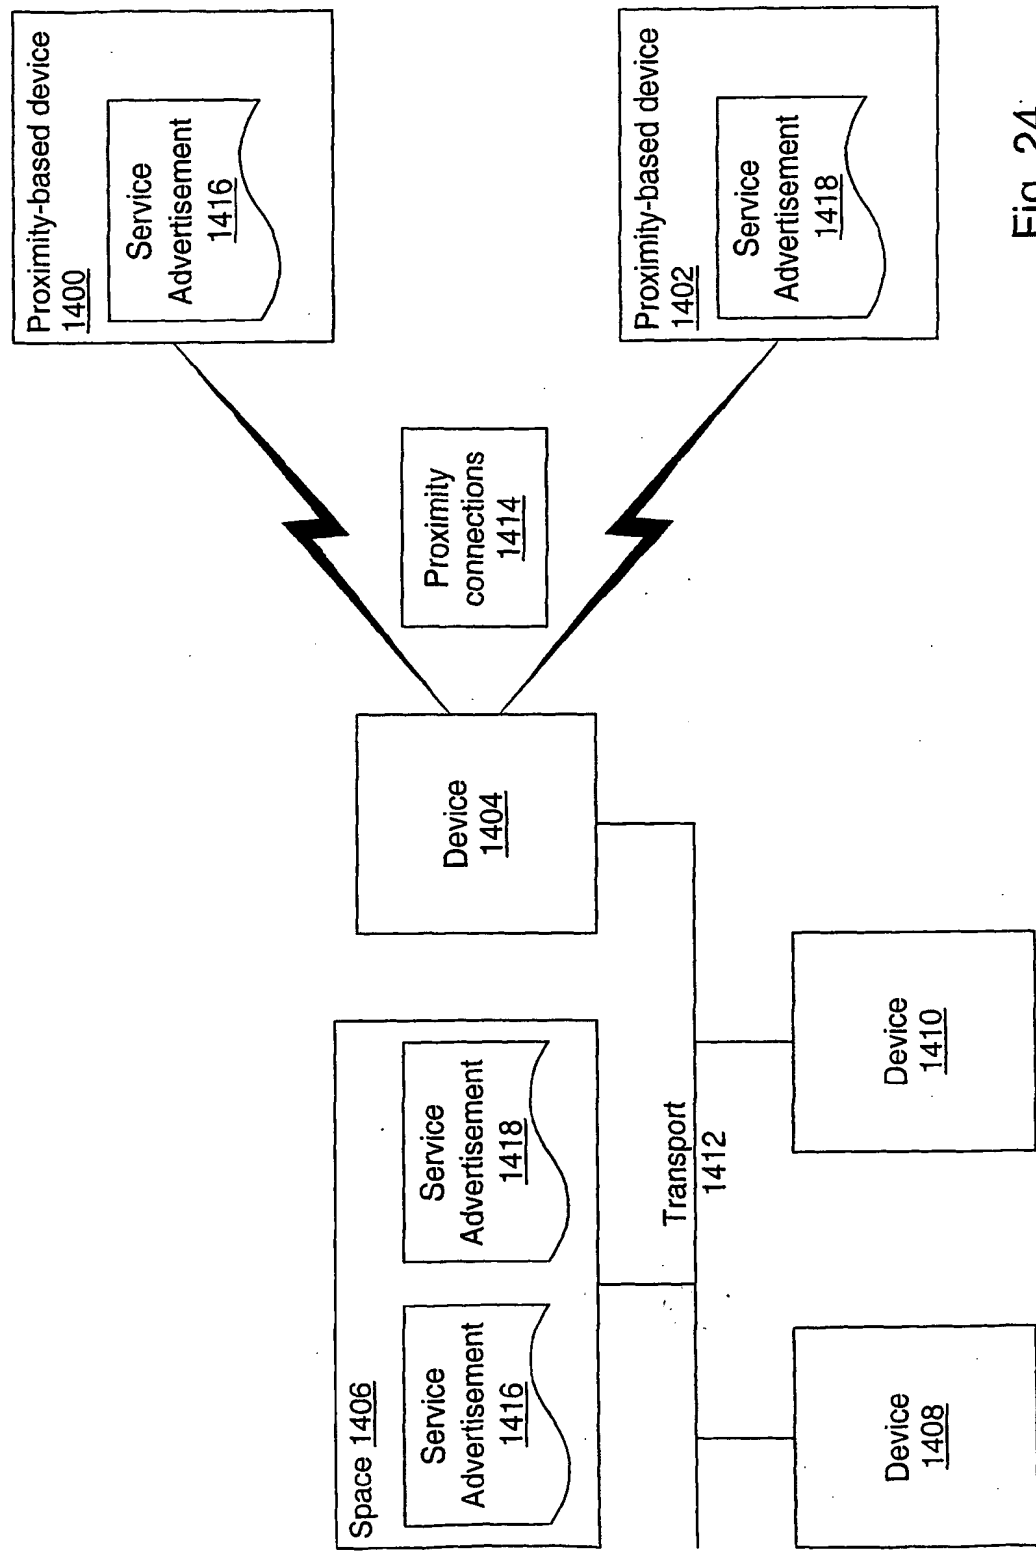 Proximity-based device
1400
Service
Advertisement
1416
Proximity-based device
1402
Service
Advertisement
1418
Proximity
connections
1414
Device
1404
Space 1406
Service
Advertisement
1416
Service
Advertisement
1418
Transport
1412
Device
1408
Device
1410
Fig. 24